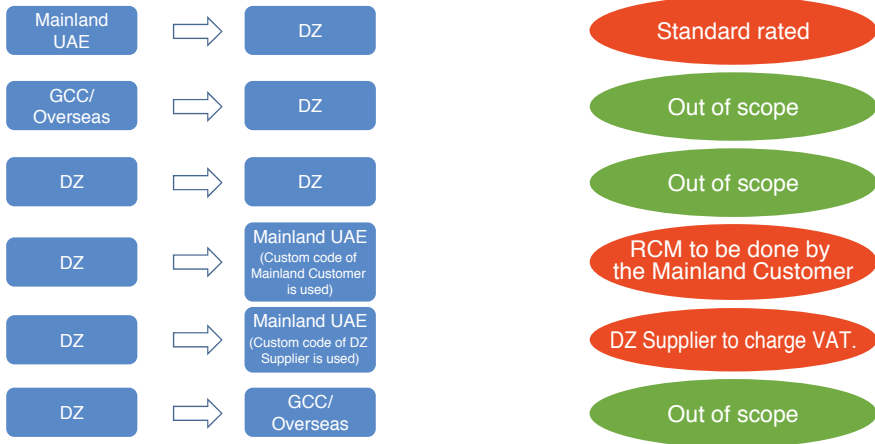 Mainland
UAE
DZ
Standard rated
GCC/
Overseas
DZ
Out of scope
DZ
DZ
Out of scope
DZ
Mainland UAE
(Custom code of
Mainland Customer
is used)
RCM to be done by
the Mainland Customer
DZ
Mainland UAE
(Custom code of DZ
Supplier is used)
DZ Supplier to charge VAT.
DZ
GCC/
Overseas
Out of scope